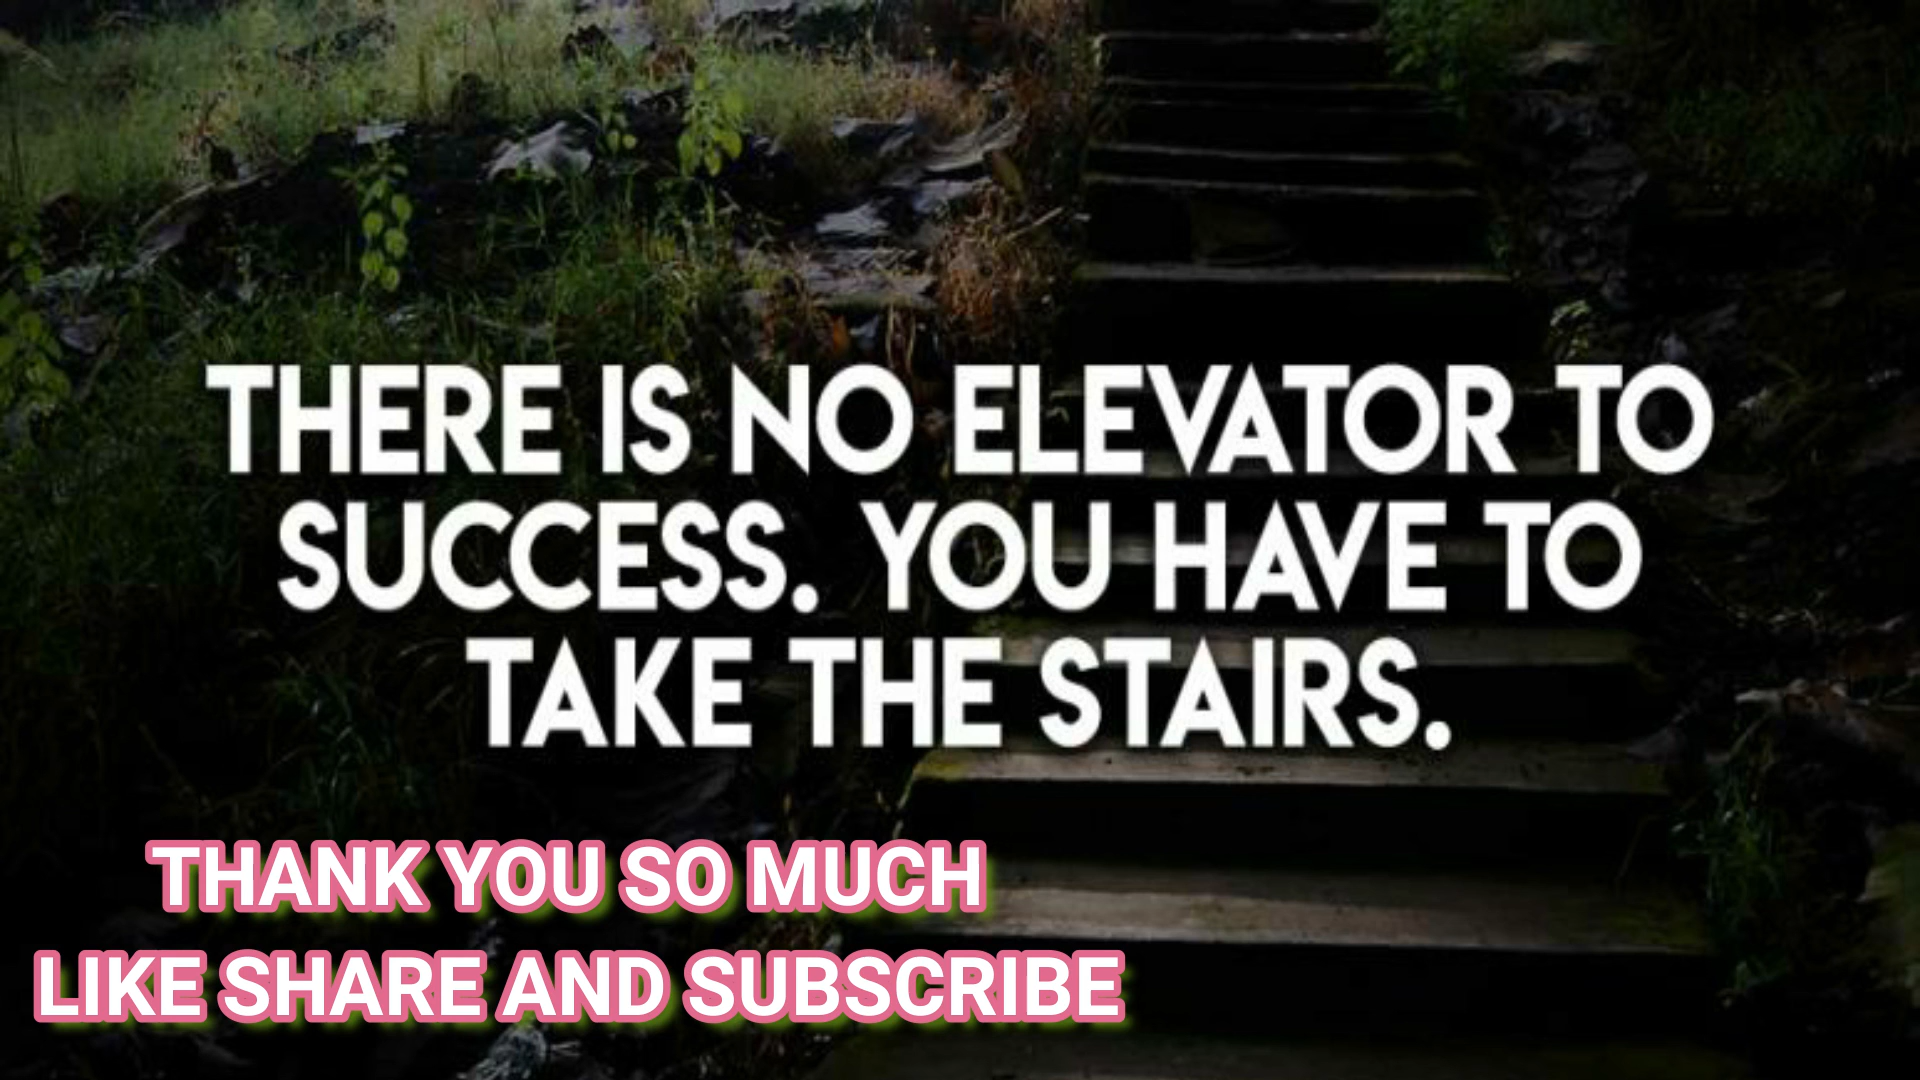 THERE IS NO ELEVATOR TO
SUCCESS. YOU HAVE TO
TAKE THE STAIRS.
THANK YOU SO MUCH
LIKE SHARE AND SUBSCRIBE